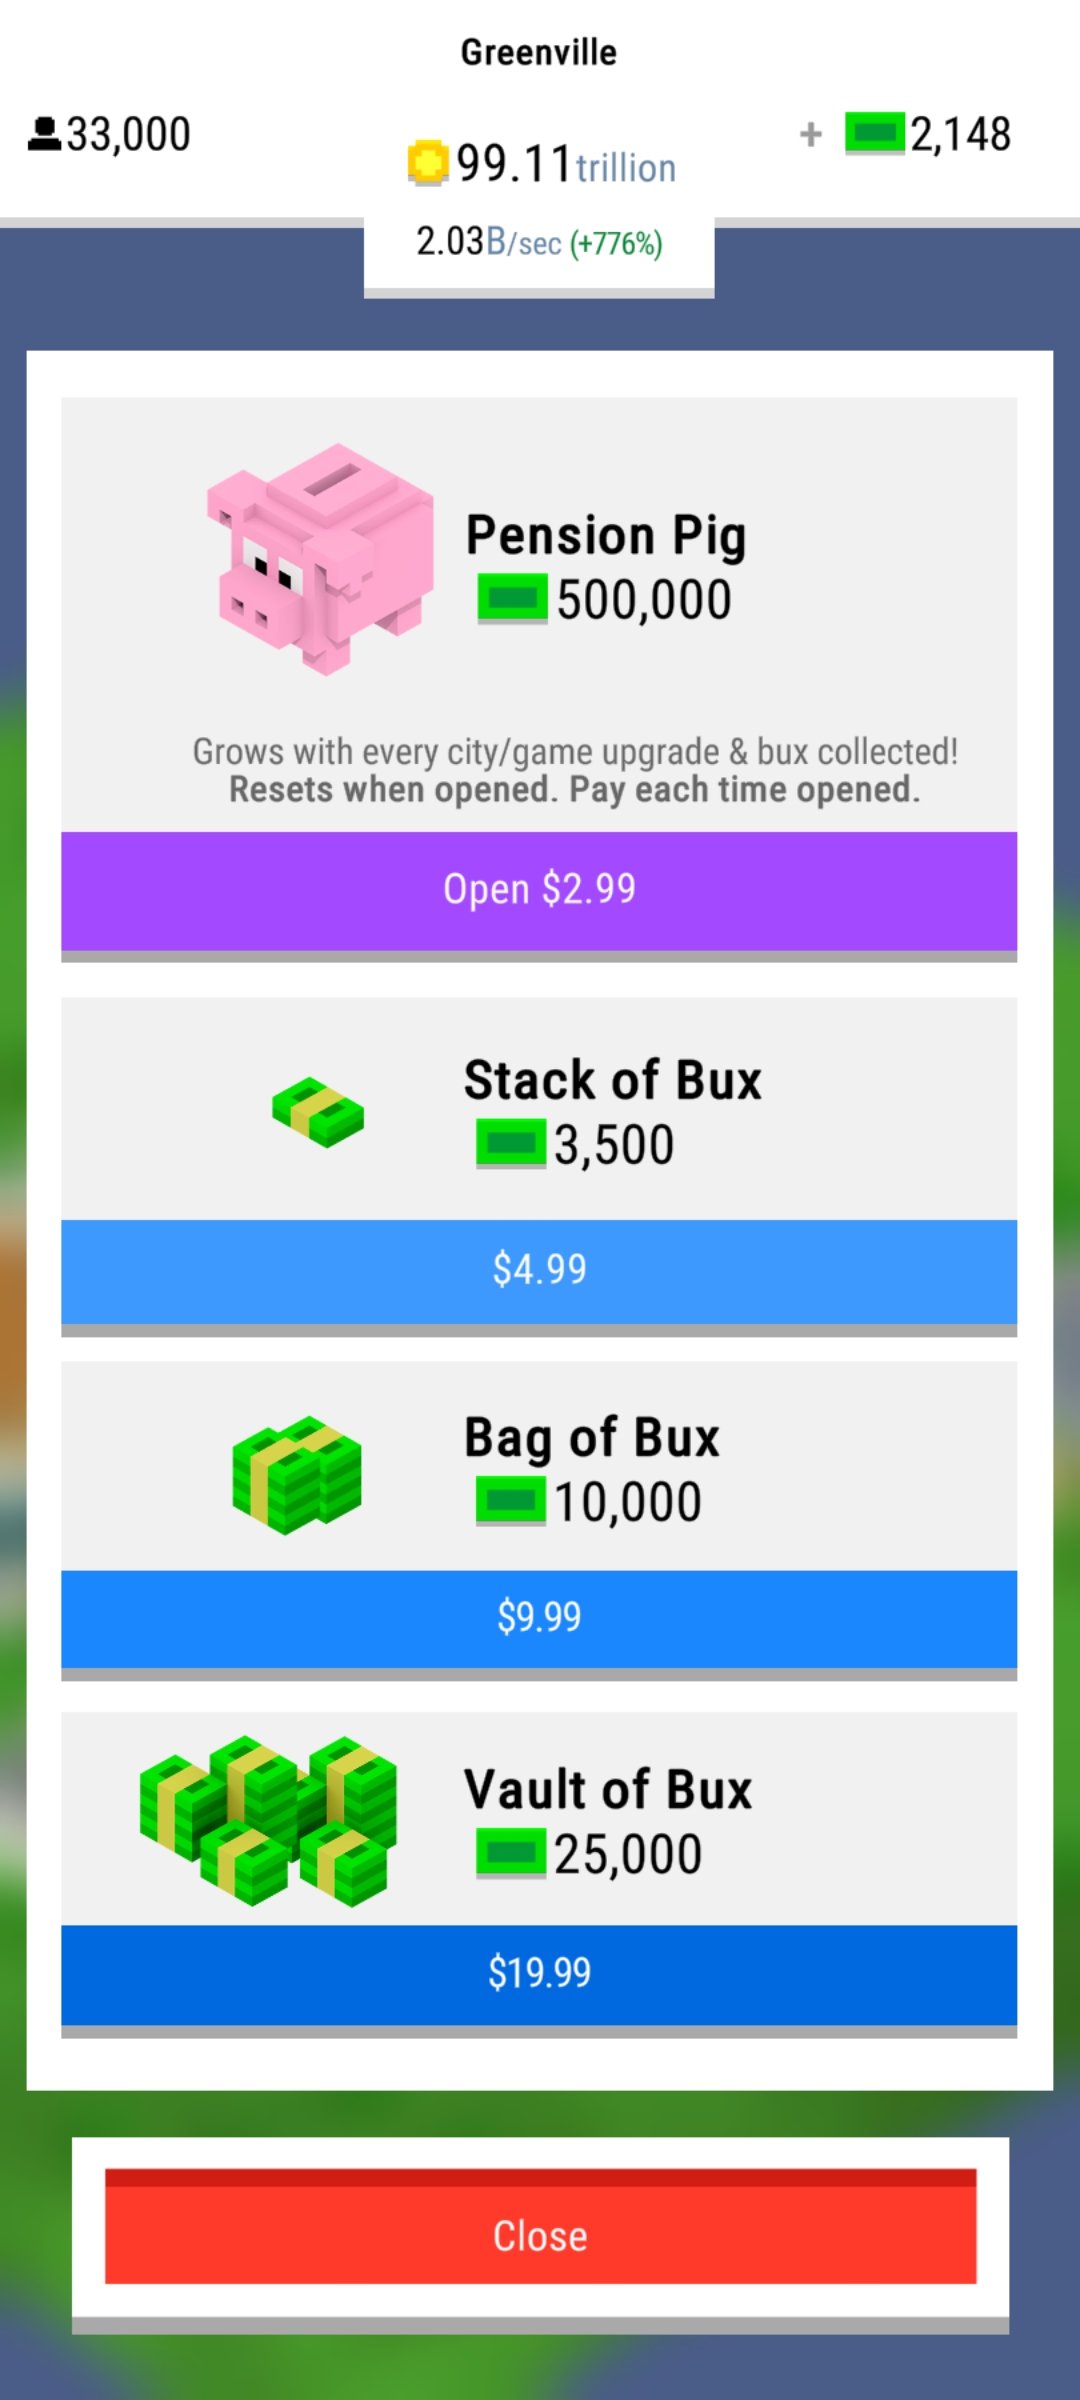 Greenville
33,000
99.11trillion
+ 2,148
2.03B/sec (+776%)
Pension Pig
500,000
Grows with every city/game upgrade & bux collected!
Resets when opened. Pay each time opened.
Open $2.99
Stack of Bux
3,500
$4.99
Bag of Bux
10,000
$9.99
Vault of Bux
25,000
$19.99
Close